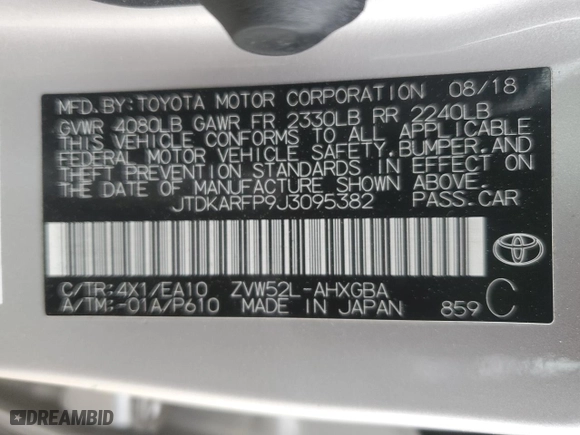 MFD.BY:TOYOTA MOTOR CORPORATION 08/18
GVWR 4080LB GAWR FR 2330LB RR 2240LB
THIS VEHICLE CONFORMS TO ALL APPLICABLE
FEDERAL MOTOR VEHICLE SAFETY,BUMPER,AND
THEFT PREVENTION STANDARDS IN EFFECT ON
THE DATE OF MANUFACTURE SHOWN ABOVE.
JTDKARFP9J3095382 PASS.CAR
TOYOTA
C/TR:4X1/EA10 ZVW52L-AHXGBA
A/TM:-01A/P610 MADE IN JAPAN 859 C
DREAMBID